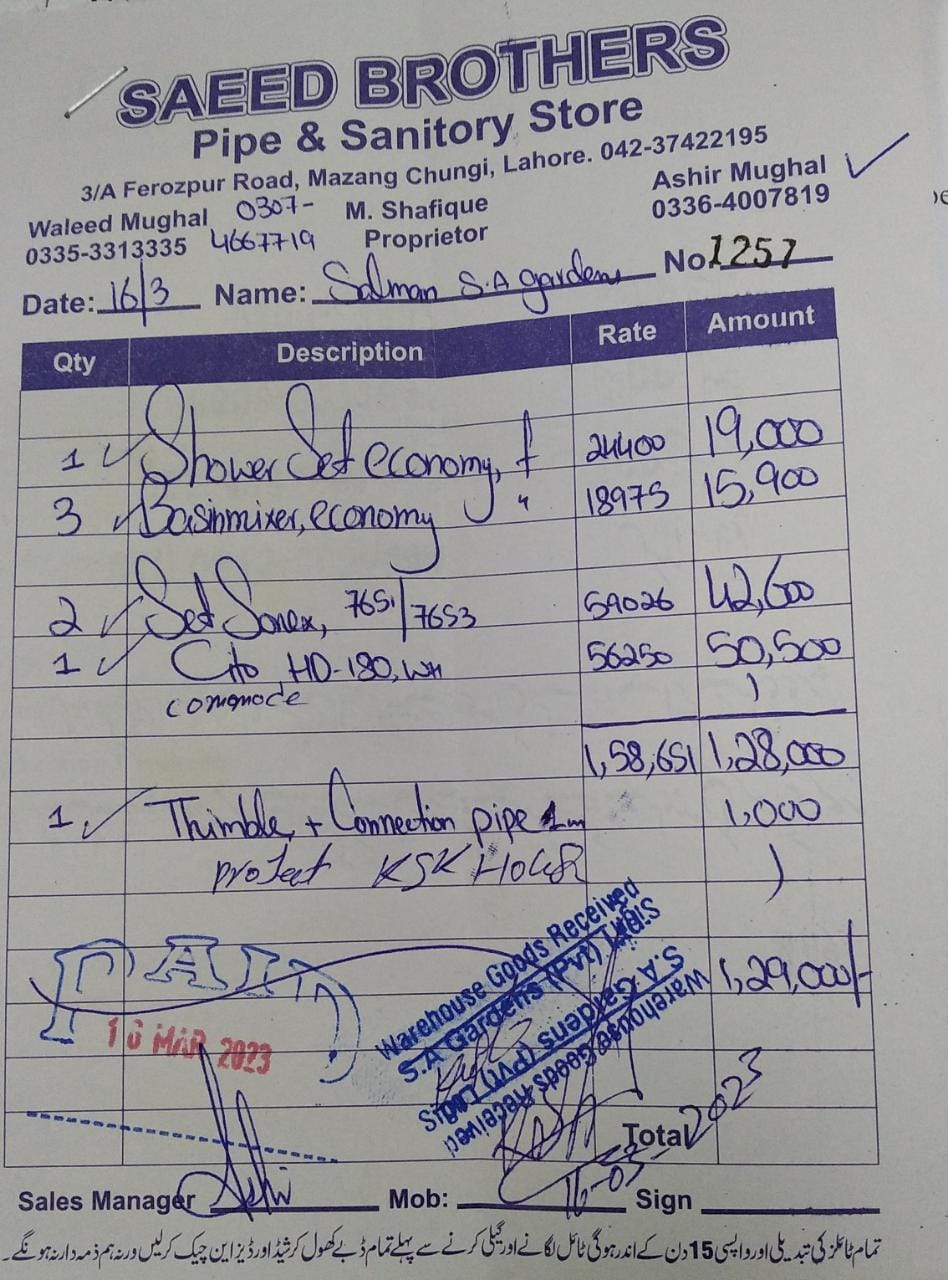 SAEED BROTHERS
Pipe & Sanitory Store
3/A Ferozpur Road, Mazang Chungi, Lahore. 042-37422195
Waleed Mughal 0307- M. Shafique Ashir Mughal
0335-3313335 4667719 Proprietor 0336-4007819
Date: 16/3 Name: Salman S.A gardens No 1257
Qty Description Rate Amount
1 Shower Set economy, f 24400 19,000
3 Basinmixer, economy " 18975 15,900
2 Set Sonex, 7651/7653 59026 42,600
1 Cito HD-180, WH 56250 50,500
commode
1,58,651 1,28,000
1 Thimble + Connection pipe 1m 1,000
project KSK House
1,29,000/-
PAID
16 MAR 2023
Warehouse Goods Received
S.A Gardens (Pvt) Ltd
Sign
Warehouse Goods Received
S.A Gardens (Pvt) Ltd
Sign
Total
16-03-2023
Sales Manager Mob: Sign
تمام ٹائلز کی تبدیلی اور واپسی 15 دن کے اندر ہوگی ٹائل لگانے اور گیلی کرنے سے پہلے تمام ڈبے کھول کر شیڈ اور ڈیزاین چیک کرلیں ورنہ ہم ذمہ دار نہ ہونگے۔